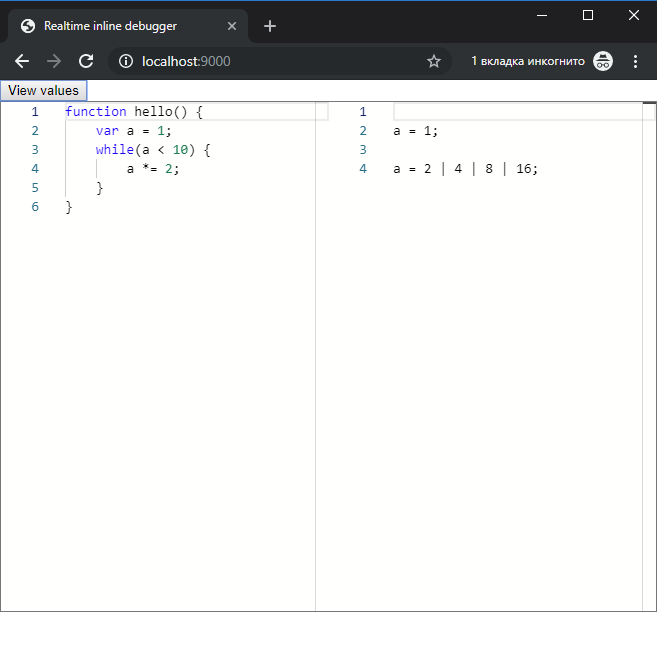 Realtime inline debugger
localhost:9000
1 вкладка инкогнито
View values
1 function hello() {
2 var a = 1;
3 while(a < 10) {
4 a *= 2;
5 }
6 }
1
2 a = 1;
3
4 a = 2 | 4 | 8 | 16;